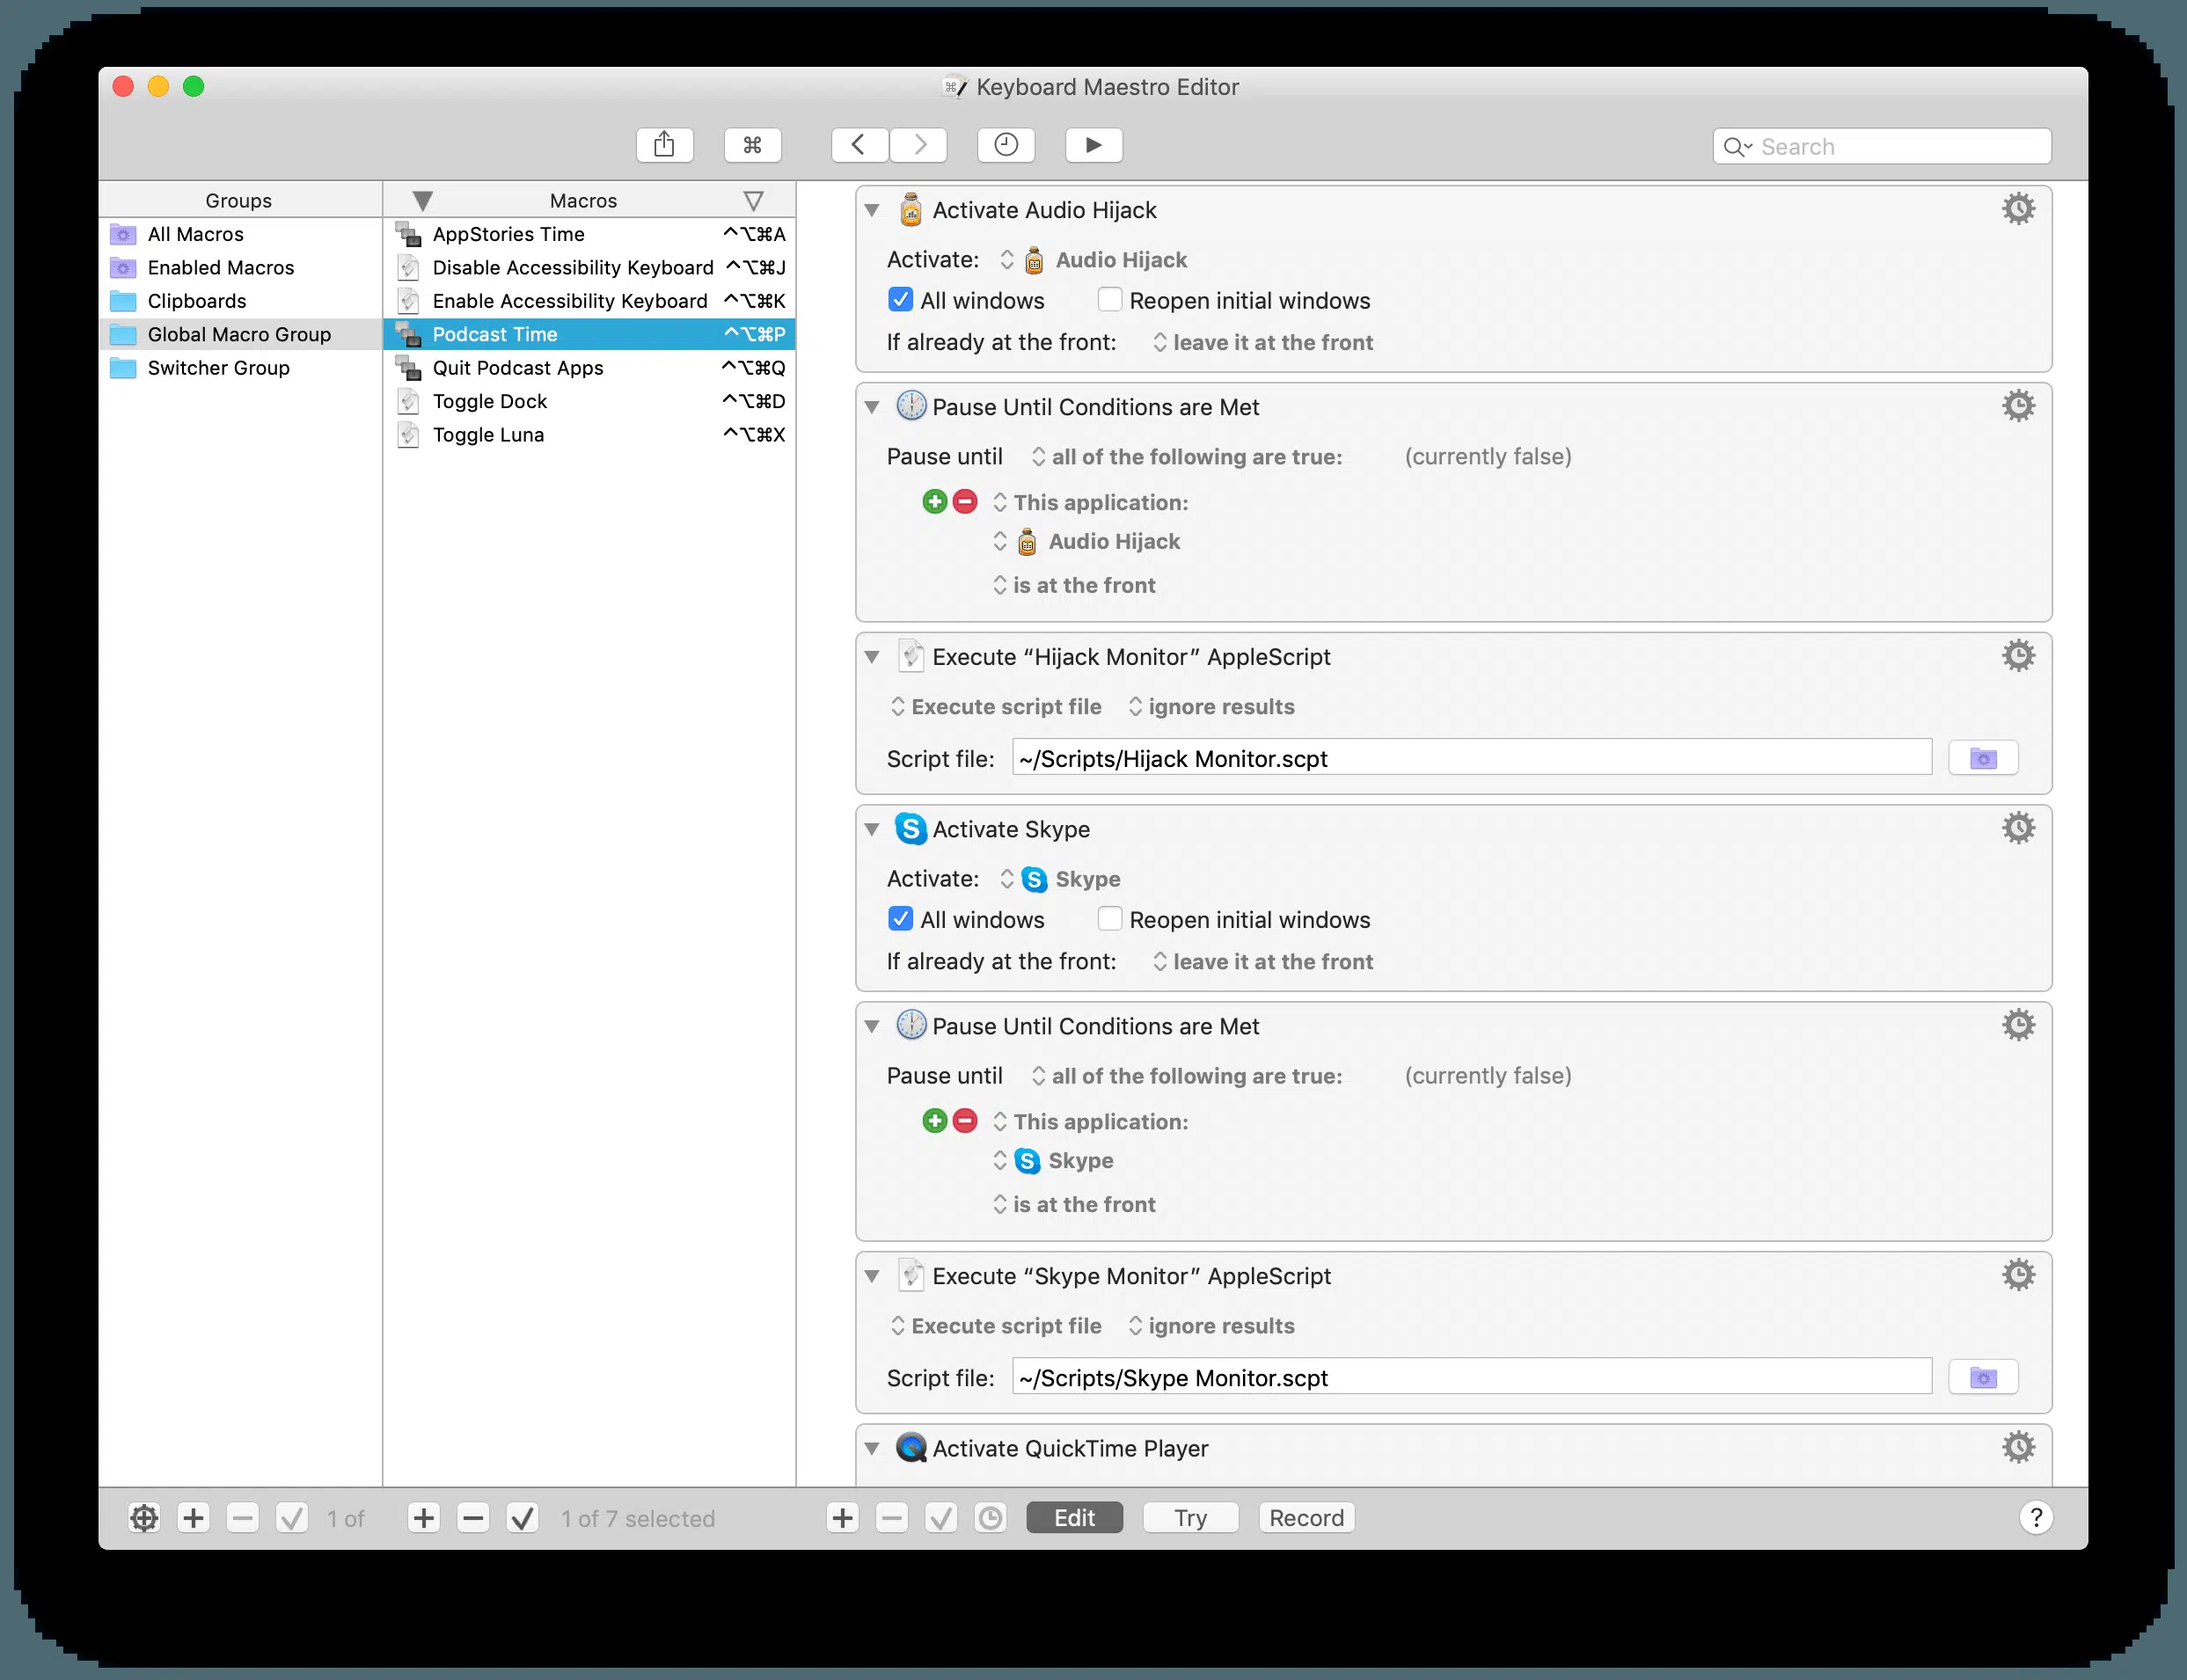 Keyboard Maestro Editor
Search
Groups
All Macros
Enabled Macros
Clipboards
Global Macro Group
Switcher Group
Macros
AppStories Time ^⌥⌘A
Disable Accessibility Keyboard ^⌥⌘J
Enable Accessibility Keyboard ^⌥⌘K
Podcast Time ^⌥⌘P
Quit Podcast Apps ^⌥⌘Q
Toggle Dock ^⌥⌘D
Toggle Luna ^⌥⌘X
Activate Audio Hijack
Activate: Audio Hijack
All windows Reopen initial windows
If already at the front: leave it at the front
Pause Until Conditions are Met
Pause until all of the following are true: (currently false)
This application:
Audio Hijack
is at the front
Execute “Hijack Monitor” AppleScript
Execute script file ignore results
Script file: ~/Scripts/Hijack Monitor.scpt
Activate Skype
Activate: Skype
All windows Reopen initial windows
If already at the front: leave it at the front
Pause Until Conditions are Met
Pause until all of the following are true: (currently false)
This application:
Skype
is at the front
Execute “Skype Monitor” AppleScript
Execute script file ignore results
Script file: ~/Scripts/Skype Monitor.scpt
Activate QuickTime Player
1 of
1 of 7 selected
Edit Try Record ?